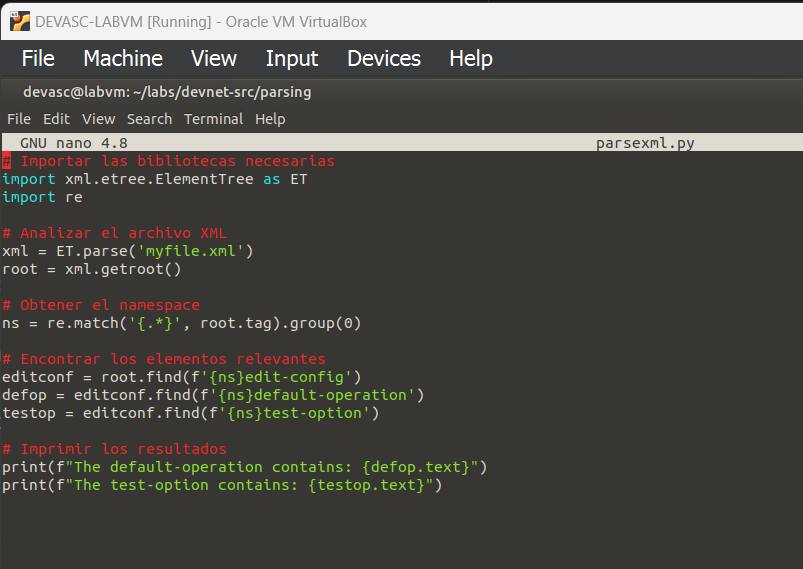 DEVASC-LABVM [Running] - Oracle VM VirtualBox
File Machine View Input Devices Help
devasc@labvm: ~/labs/devnet-src/parsing
File Edit View Search Terminal Help
GNU nano 4.8 parsexml.py
# Importar las bibliotecas necesarias
import xml.etree.ElementTree as ET
import re
# Analizar el archivo XML
xml = ET.parse('myfile.xml')
root = xml.getroot()
# Obtener el namespace
ns = re.match('{.*}', root.tag).group(0)
# Encontrar los elementos relevantes
editconf = root.find(f'{ns}edit-config')
defop = editconf.find(f'{ns}default-operation')
testop = editconf.find(f'{ns}test-option')
# Imprimir los resultados
print(f"The default-operation contains: {defop.text}")
print(f"The test-option contains: {testop.text}")